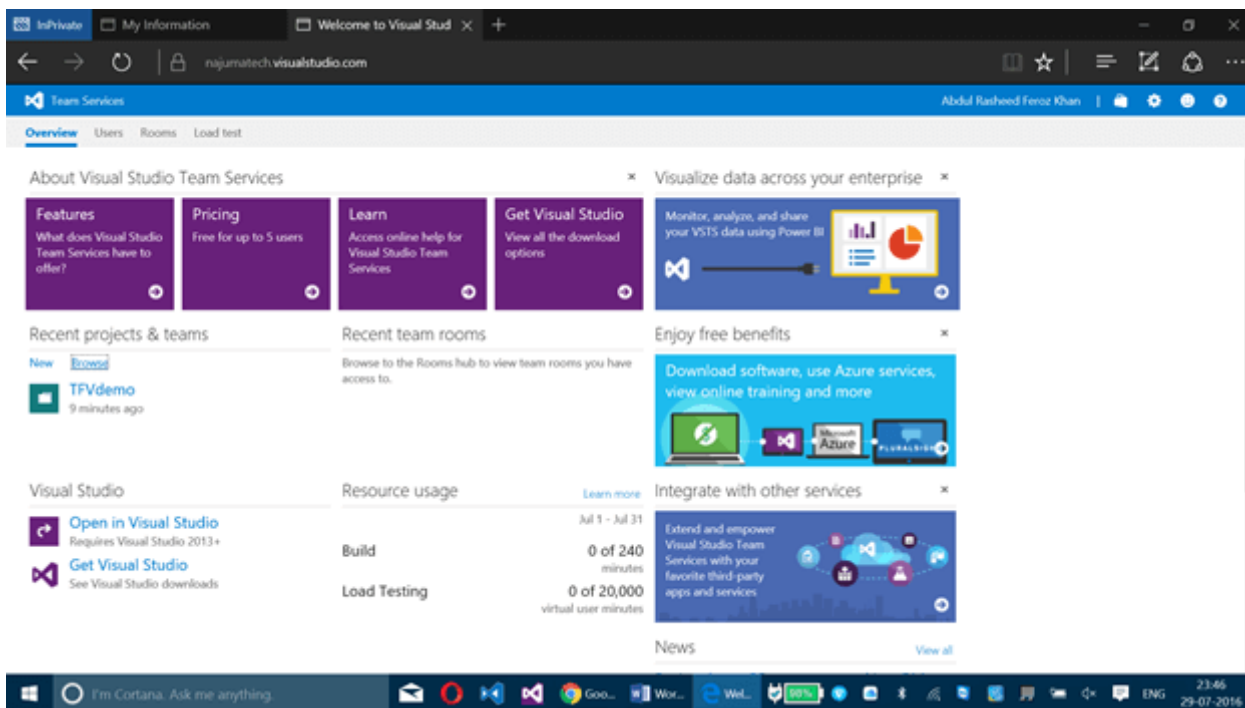 InPrivate
My Information
Welcome to Visual Stud
najumatech.visualstudio.com
Team Services
Abdul Rasheed Feroz Khan
Overview
Users
Rooms
Load test
About Visual Studio Team Services
Features
What does Visual Studio
Team Services have to
offer?
Pricing
Free for up to 5 users
Learn
Access online help for
Visual Studio Team
Services
Get Visual Studio
View all the download
options
Visualize data across your enterprise
Monitor, analyze, and share
your VSTS data using Power BI
Recent projects & teams
New
Browse
TFVdemo
9 minutes ago
Recent team rooms
Browse to the Rooms hub to view team rooms you have
access to.
Enjoy free benefits
Download software, use Azure services,
view online training and more
Microsoft
Azure
Visual Studio
Open in Visual Studio
Requires Visual Studio 2013+
Get Visual Studio
See Visual Studio downloads
Resource usage
Learn more
Jul 1 - Jul 31
Build
0 of 240
minutes
Load Testing
0 of 20,000
virtual user minutes
Integrate with other services
Extend and empower
Visual Studio Team
Services with your
favorite third-party
apps and services
News
View all
I'm Cortana. Ask me anything.
Goo...
Wor...
Wel...
ENG
23:46
29-07-2016